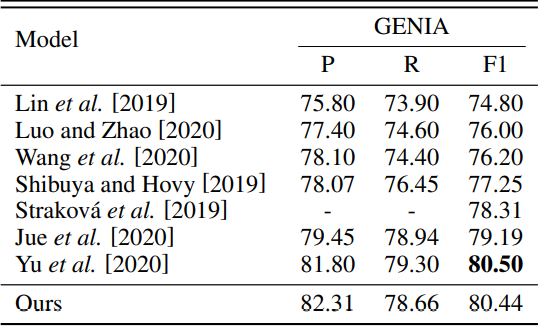 Model GENIA
P R F1
Lin et al. [2019] 75.80 73.90 74.80
Luo and Zhao [2020] 77.40 74.60 76.00
Wang et al. [2020] 78.10 74.40 76.20
Shibuya and Hovy [2019] 78.07 76.45 77.25
Straková et al. [2019] - - 78.31
Jue et al. [2020] 79.45 78.94 79.19
Yu et al. [2020] 81.80 79.30 80.50
Ours 82.31 78.66 80.44